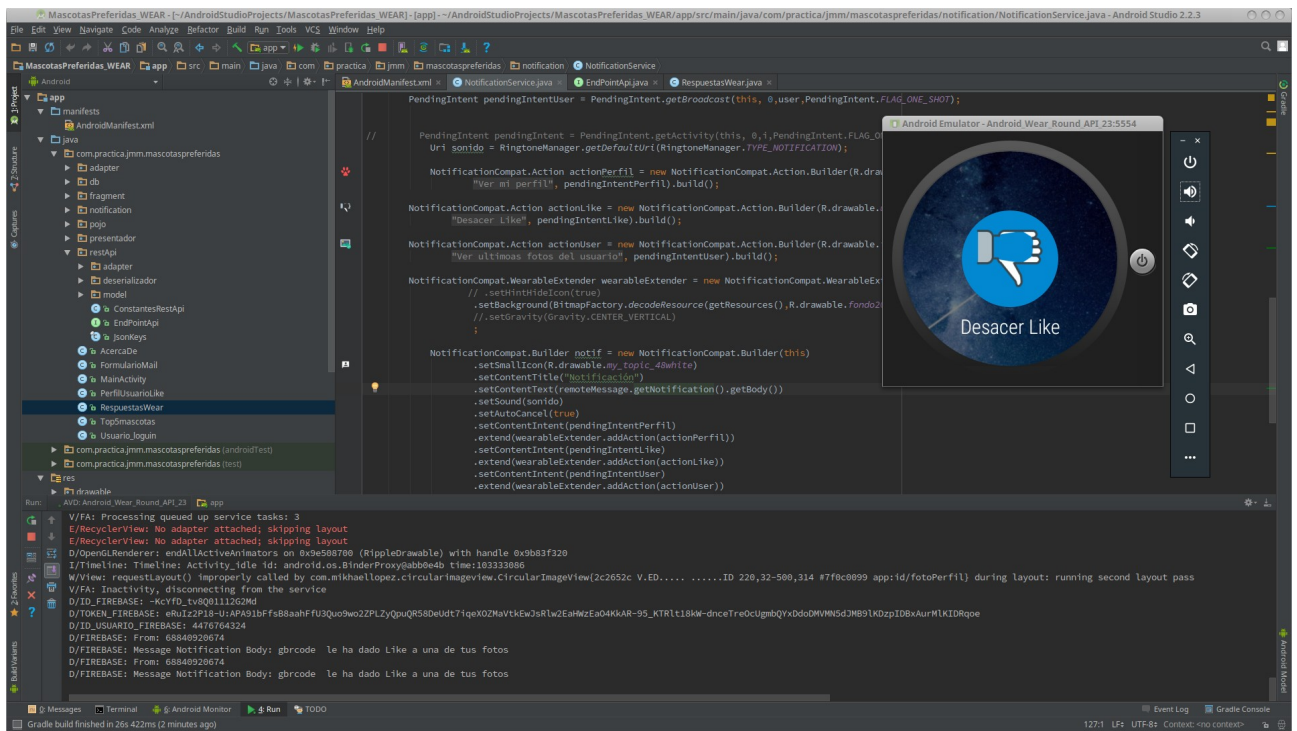 MascotasPreferidas_WEAR - [~/AndroidStudioProjects/MascotasPreferidas_WEAR] - [app] - ~/AndroidStudioProjects/MascotasPreferidas_WEAR/app/src/main/java/com/practica/jmm/mascotaspreferidas/notification/NotificationService.java - Android Studio 2.2.3
File Edit View Navigate Code Analyze Refactor Build Run Tools VCS Window Help
app
MascotasPreferidas_WEAR app src main java com practica jmm mascotaspreferidas notification NotificationService
Android
AndroidManifest.xml NotificationService.java EndPointApi.java RespuestasWear.java
1: Project
Z: Structure
Captures
2: Favorites
Build Variants
Gradle
Android Model
app
manifests
AndroidManifest.xml
java
com.practica.jmm.mascotaspreferidas
adapter
db
fragment
notification
pojo
presentador
restApi
adapter
deserializador
model
ConstantesRestApi
EndPointApi
JsonKeys
AcercaDe
FormularioMail
MainActivity
PerfilUsuarioLike
RespuestasWear
Top5mascotas
Usuario_loguin
com.practica.jmm.mascotaspreferidas (androidTest)
com.practica.jmm.mascotaspreferidas (test)
res
drawable
PendingIntent pendingIntentUser = PendingIntent.getBroadcast(this, 0,user,PendingIntent.FLAG_ONE_SHOT);
// PendingIntent pendingIntent = PendingIntent.getActivity(this, 0,i,PendingIntent.FLAG_O
Uri sonido = RingtoneManager.getDefaultUri(RingtoneManager.TYPE_NOTIFICATION);
NotificationCompat.Action actionPerfil = new NotificationCompat.Action.Builder(R.draw
"Ver mi perfil", pendingIntentPerfil).build();
NotificationCompat.Action actionLike = new NotificationCompat.Action.Builder(R.drawable.
"Desacer Like", pendingIntentLike).build();
NotificationCompat.Action actionUser = new NotificationCompat.Action.Builder(R.drawable.
"Ver ultimoas fotos del usuario", pendingIntentUser).build();
NotificationCompat.WearableExtender wearableExtender = new NotificationCompat.WearableEx
// .setHintHideIcon(true)
.setBackground(BitmapFactory.decodeResource(getResources(),R.drawable.fondo2
//.setGravity(Gravity.CENTER_VERTICAL)
;
NotificationCompat.Builder notif = new NotificationCompat.Builder(this)
.setSmallIcon(R.drawable.my_topic_48white)
.setContentTitle("Notificación")
.setContentText(remoteMessage.getNotification().getBody())
.setSound(sonido)
.setAutoCancel(true)
.setContentIntent(pendingIntentPerfil)
.extend(wearableExtender.addAction(actionPerfil))
.setContentIntent(pendingIntentLike)
.extend(wearableExtender.addAction(actionLike))
.setContentIntent(pendingIntentUser)
.extend(wearableExtender.addAction(actionUser))
Android Emulator - Android_Wear_Round_API_23:5554
Desacer Like
Run: AVD: Android_Wear_Round_API_23 app
V/FA: Processing queued up service tasks: 3
E/RecyclerView: No adapter attached; skipping layout
E/RecyclerView: No adapter attached; skipping layout
D/OpenGLRenderer: endAllActiveAnimators on 0x9e508700 (RippleDrawable) with handle 0x9b83f320
I/Timeline: Timeline: Activity_idle id: android.os.BinderProxy@abb0e4b time:103333086
W/View: requestLayout() improperly called by com.mikhaellopez.circularimageview.CircularImageView{2c2652c V.ED..... ......ID 220,32-500,314 #7f0c0099 app:id/fotoPerfil} during layout: running second layout pass
V/FA: Inactivity, disconnecting from the service
D/ID_FIREBASE: -KcYfD_tv8Q01112G2Md
D/ID_USUARIO_FIREBASE: 4476764324
D/FIREBASE: From: 68840920674
D/FIREBASE: Message Notification Body: gbrcode le ha dado Like a una de tus fotos
D/FIREBASE: From: 68840920674
D/FIREBASE: Message Notification Body: gbrcode le ha dado Like a una de tus fotos
0: Messages Terminal 6: Android Monitor 4: Run TODO Event Log Gradle Console
Gradle build finished in 26s 422ms (2 minutes ago) 127:1 LF÷ UTF-8÷ Context: <no context>